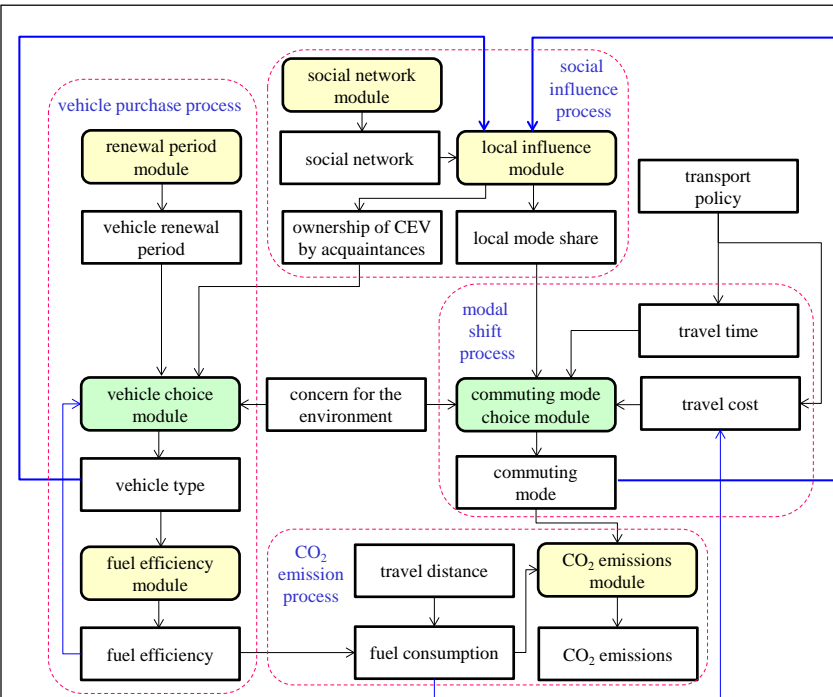 vehicle purchase process
renewal period
module
vehicle renewal
period
vehicle choice
module
vehicle type
fuel efficiency
module
fuel efficiency
social network
module
social
influence
process
social network
local influence
module
ownership of CEV
by acquaintances
local mode share
transport
policy
modal
shift
process
travel time
concern for the
environment
commuting mode
choice module
travel cost
commuting
mode
CO₂
emission
process
travel distance
CO₂ emissions
module
fuel consumption
CO₂ emissions